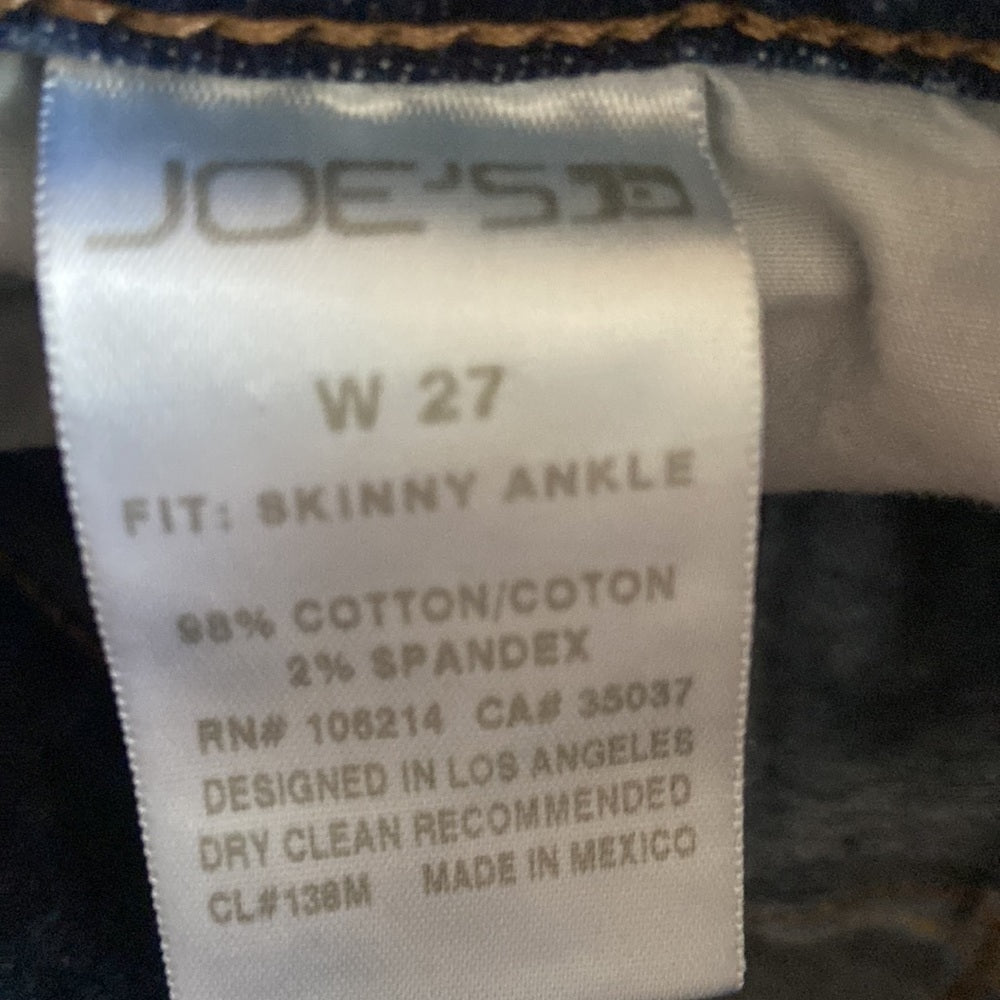 JOE'S
W 27
FIT: SKINNY ANKLE
98% COTTON/COTON
2% SPANDEX
RN# 106214 CA# 35037
DESIGNED IN LOS ANGELES
DRY CLEAN RECOMMENDED
CL#138M MADE IN MEXICO